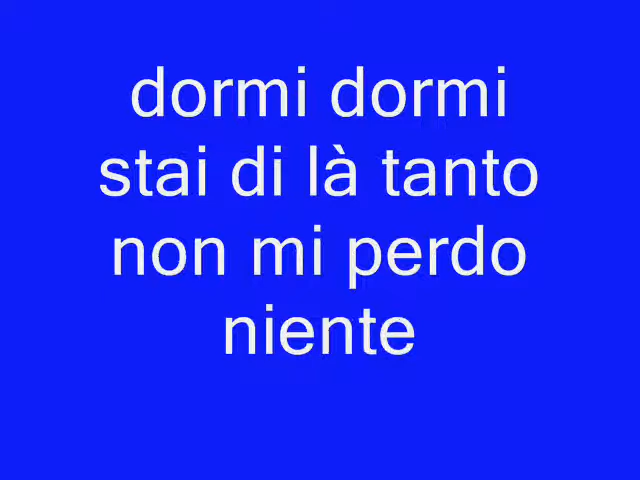 dormi dormi
stai di là tanto
non mi perdo
niente